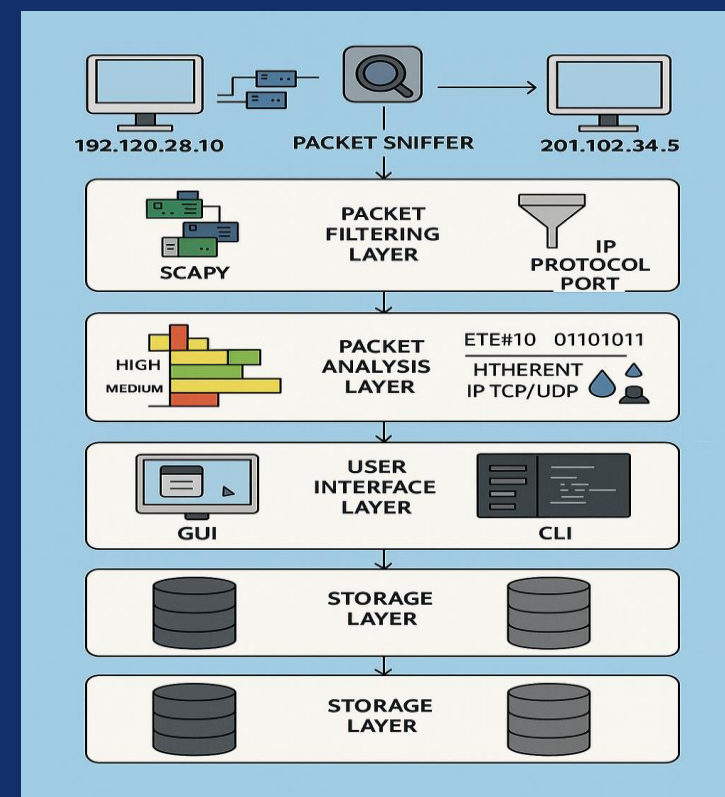 192.120.28.10
PACKET SNIFFER
201.102.34.5
SCAPY
PACKET
FILTERING
LAYER
IP
PROTOCOL
PORT
HIGH
MEDIUM
PACKET
ANALYSIS
LAYER
ETE#10 01101011
HTHERENT
IP TCP/UDP
GUI
USER
INTERFACE
LAYER
CLI
STORAGE
LAYER
STORAGE
LAYER